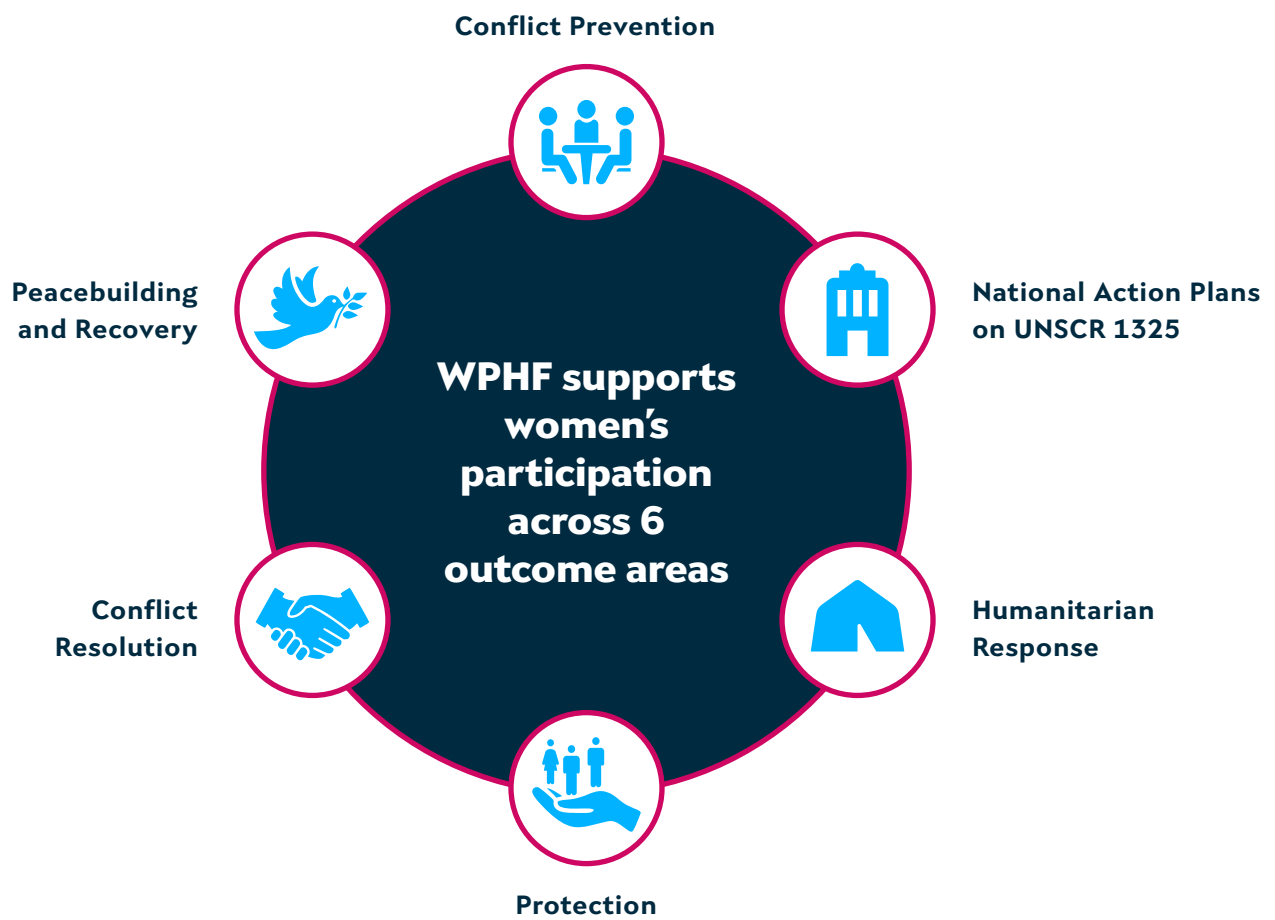 Conflict Prevention
Peacebuilding
and Recovery
National Action Plans
on UNSCR 1325
WPHF supports
women's
participation
across 6
outcome areas
Conflict
Resolution
Humanitarian
Response
Protection